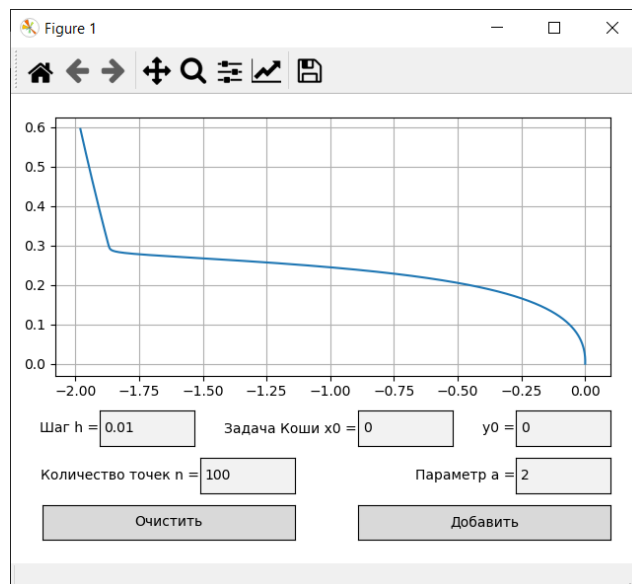 Figure 1
0.6
0.5
0.4
0.3
0.2
0.1
0.0
−2.00 −1.75 −1.50 −1.25 −1.00 −0.75 −0.50 −0.25 0.00
Шаг h = 0.01 Задача Коши x0 = 0 y0 = 0
Количество точек n = 100 Параметр a = 2
Очистить Добавить